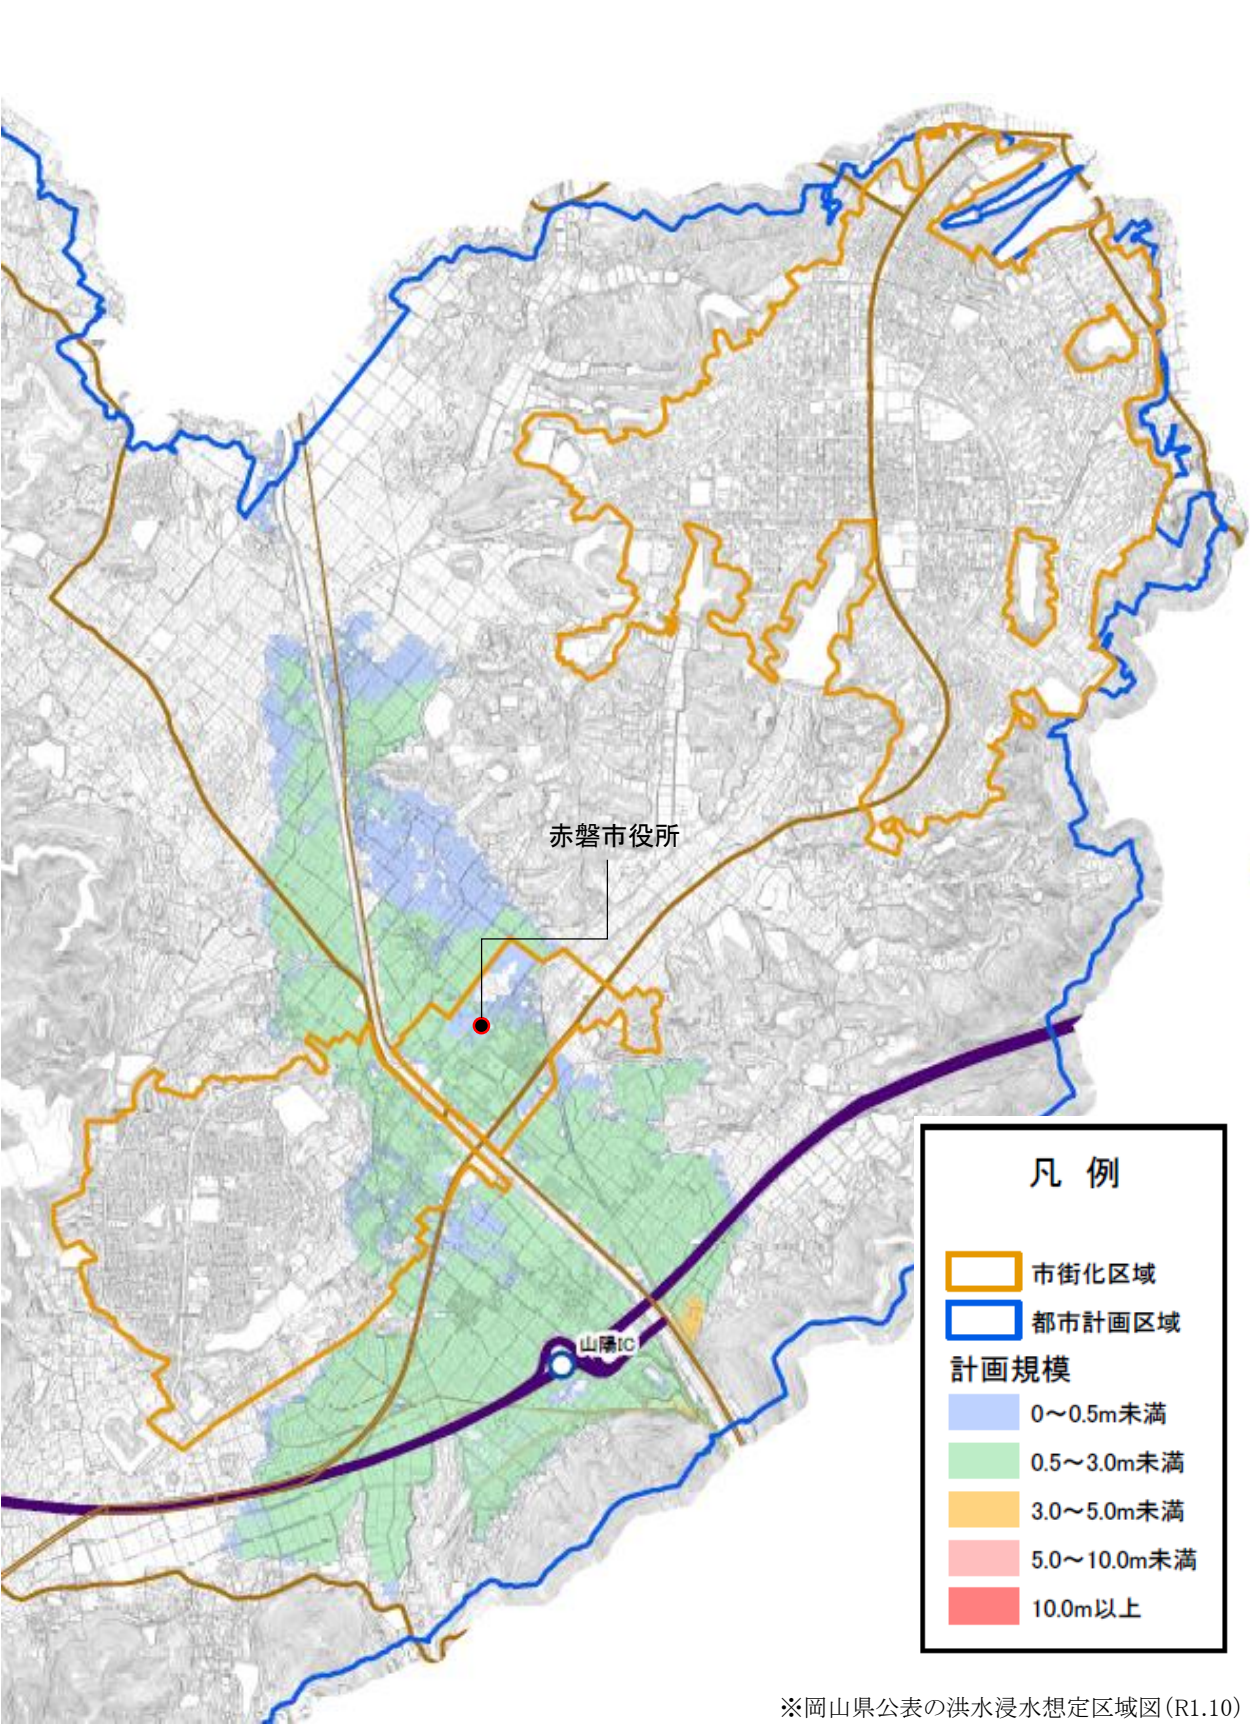 赤磐市役所
山陽IC
凡 例
市街化区域
都市計画区域
計画規模
0～0.5m未満
0.5～3.0m未満
3.0～5.0m未満
5.0～10.0m未満
10.0m以上
※岡山県公表の洪水浸水想定区域図(R1.10)